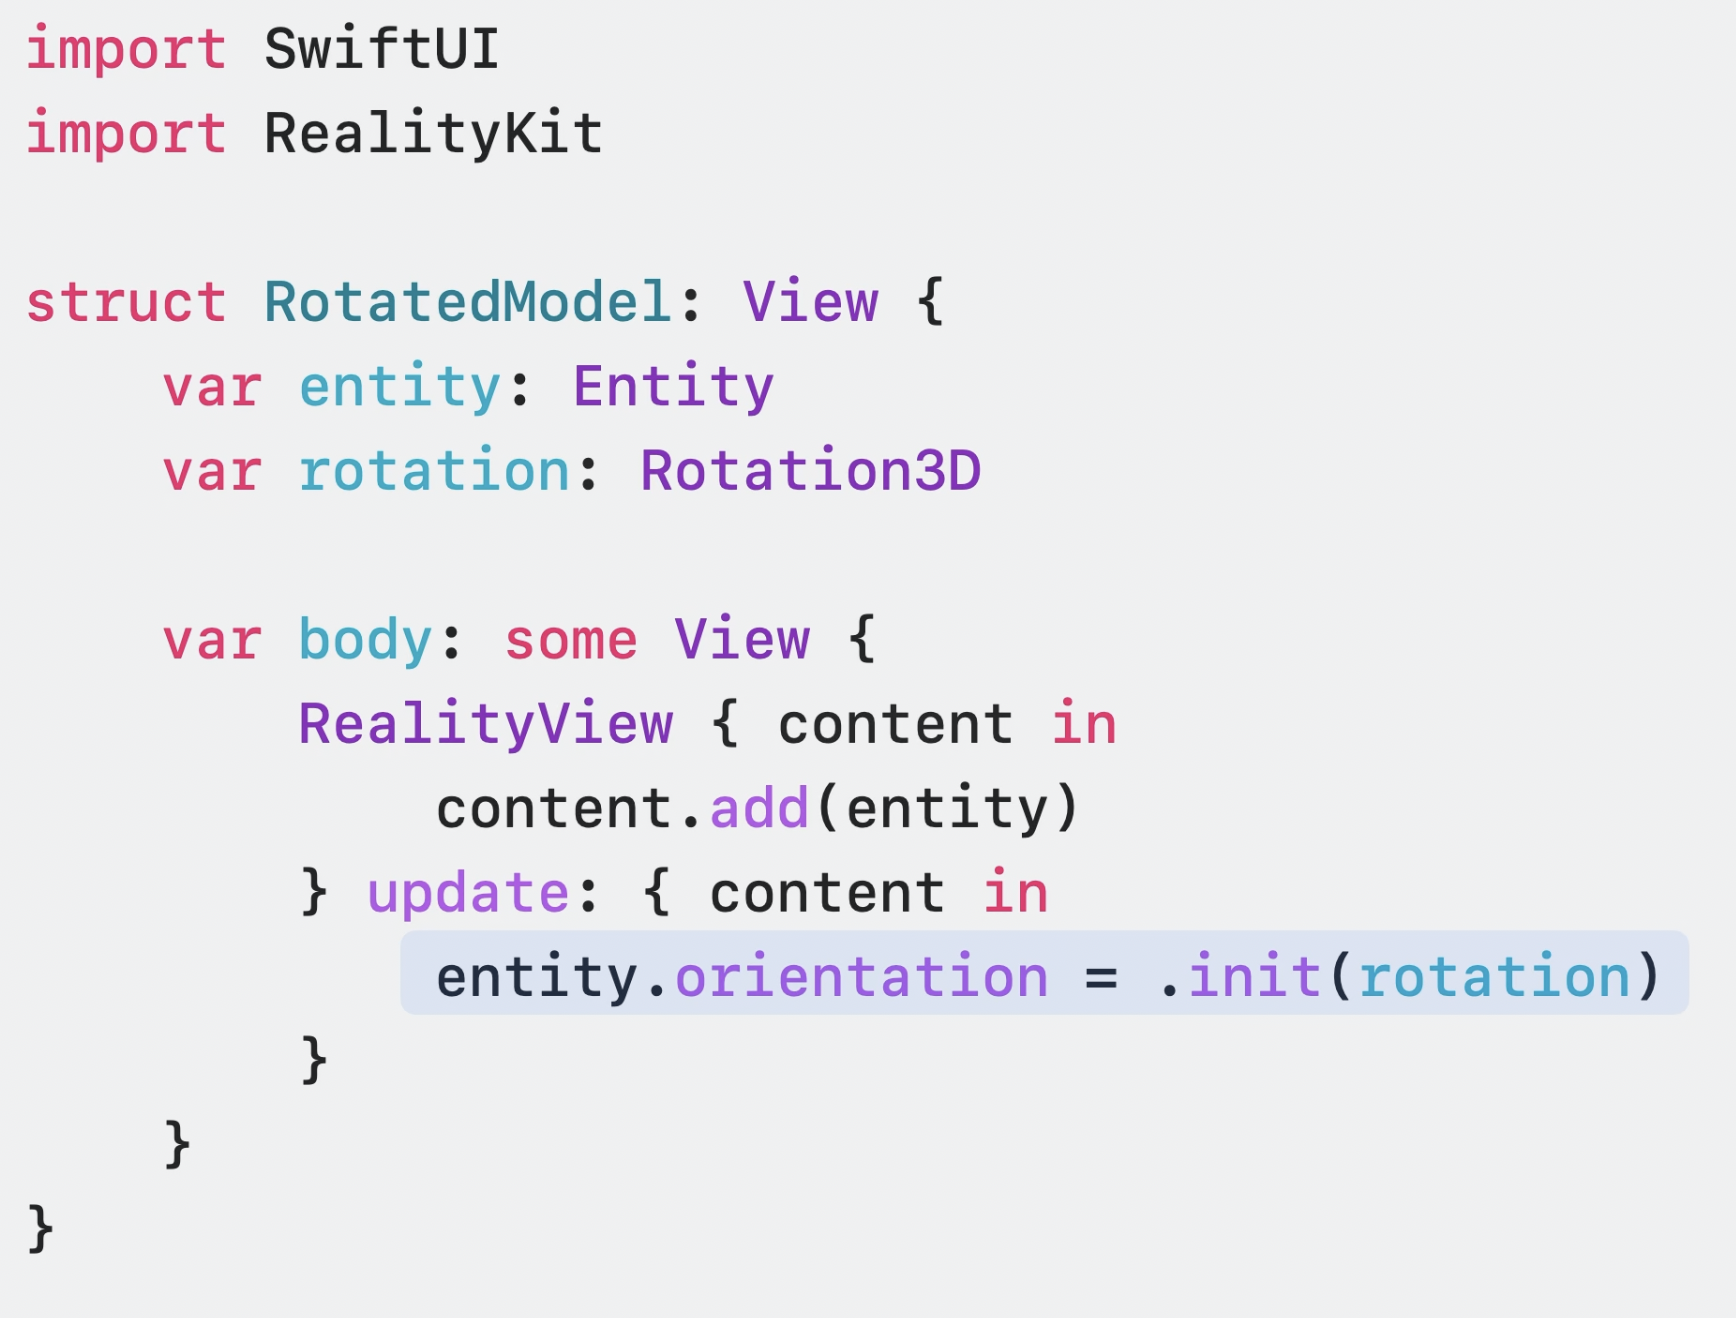 import SwiftUI
import RealityKit

struct RotatedModel: View {
    var entity: Entity
    var rotation: Rotation3D

    var body: some View {
        RealityView { content in
            content.add(entity)
        } update: { content in
            entity.orientation = .init(rotation)
        }
    }
}